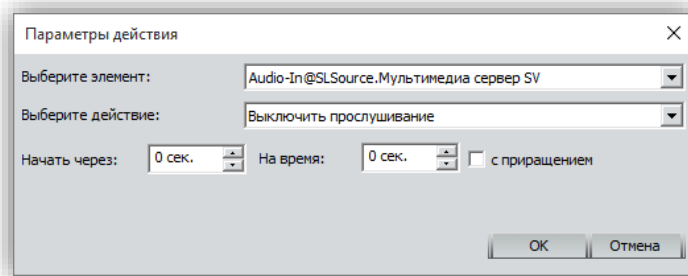 Параметры действия
Выберите элемент: Audio-In@SLSource.Мультимедиа сервер SV
Выберите действие: Выключить прослушивание
Начать через: 0 сек. На время: 0 сек. с приращением
OK Отмена